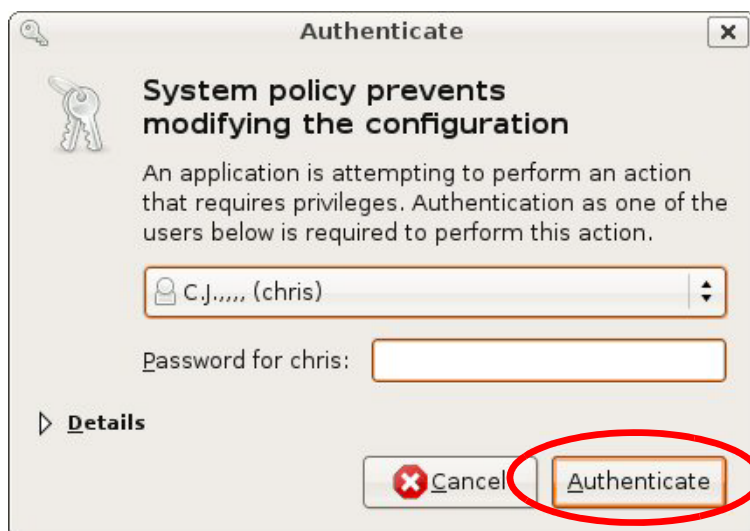 Authenticate
System policy prevents
modifying the configuration
An application is attempting to perform an action
that requires privileges. Authentication as one of the
users below is required to perform this action.
C.J.,,,, (chris)
Password for chris:
Details
Cancel Authenticate